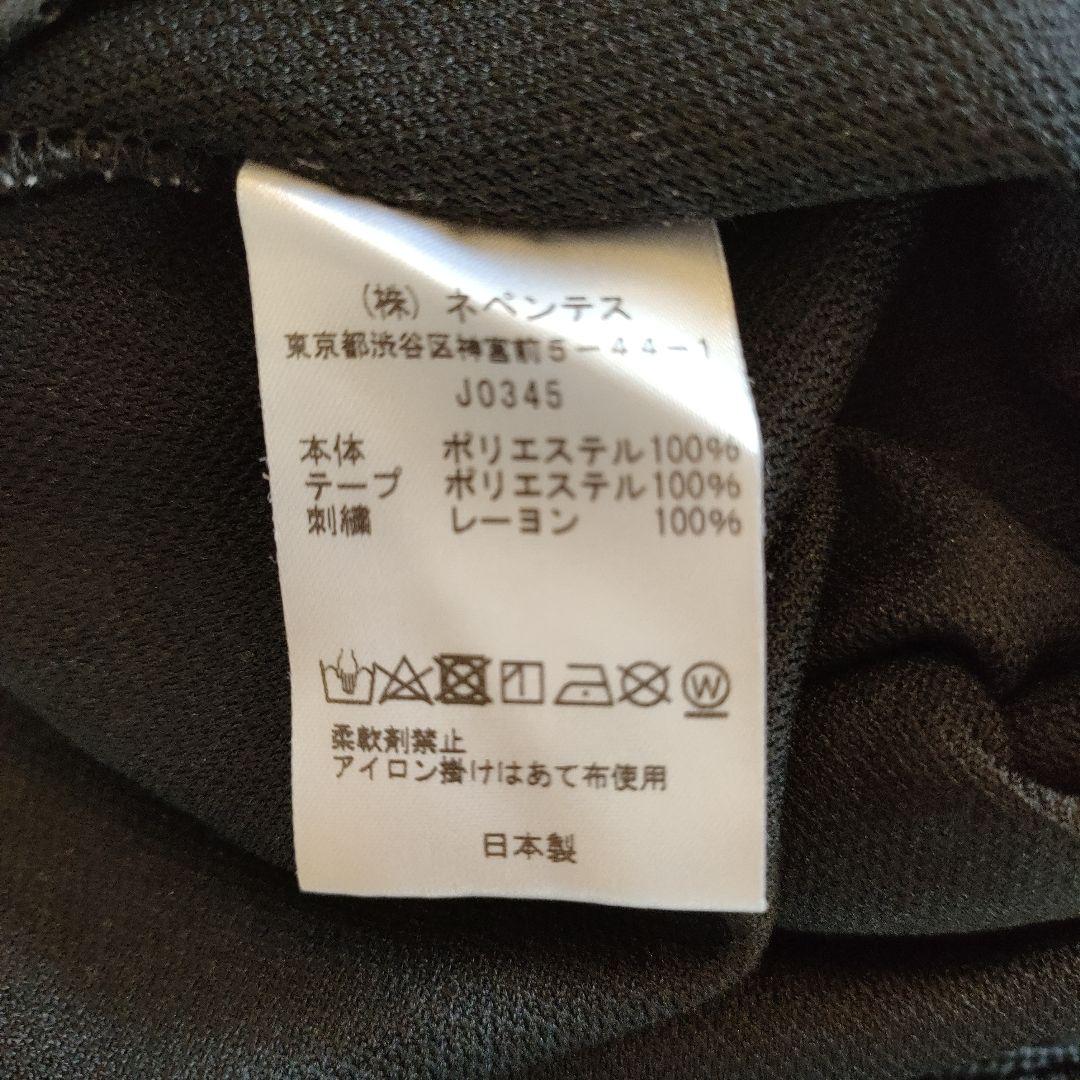 (株) ネペンテス
東京都渋谷区神宮前5-44-1
J0345
本体 ポリエステル100%
テープ ポリエステル100%
刺繍 レーヨン 100%
W
柔軟剤禁止
アイロン掛けはあて布使用
日本製